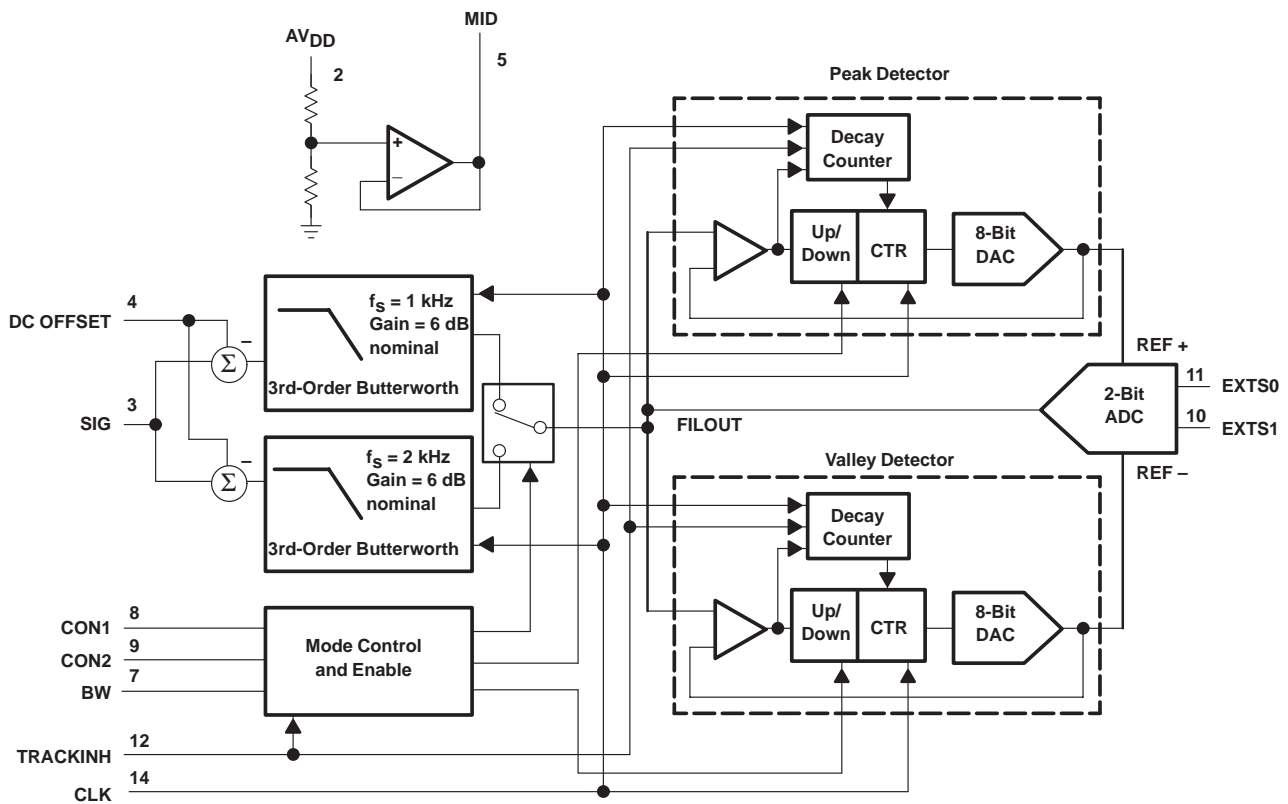 MID
AVDD
2
5
+
−
Peak Detector
Decay
Counter
Up/
Down
CTR
8-Bit
DAC
4
DC OFFSET
−
Σ
fs = 1 kHz
Gain = 6 dB
nominal
3rd-Order Butterworth
3
SIG
−
Σ
fs = 2 kHz
Gain = 6 dB
nominal
3rd-Order Butterworth
FILOUT
REF +
2-Bit
ADC
11
EXTS0
10
EXTS1
REF −
Valley Detector
Decay
Counter
Up/
Down
CTR
8-Bit
DAC
8
CON1
9
CON2
7
BW
Mode Control
and Enable
12
TRACKINH
14
CLK